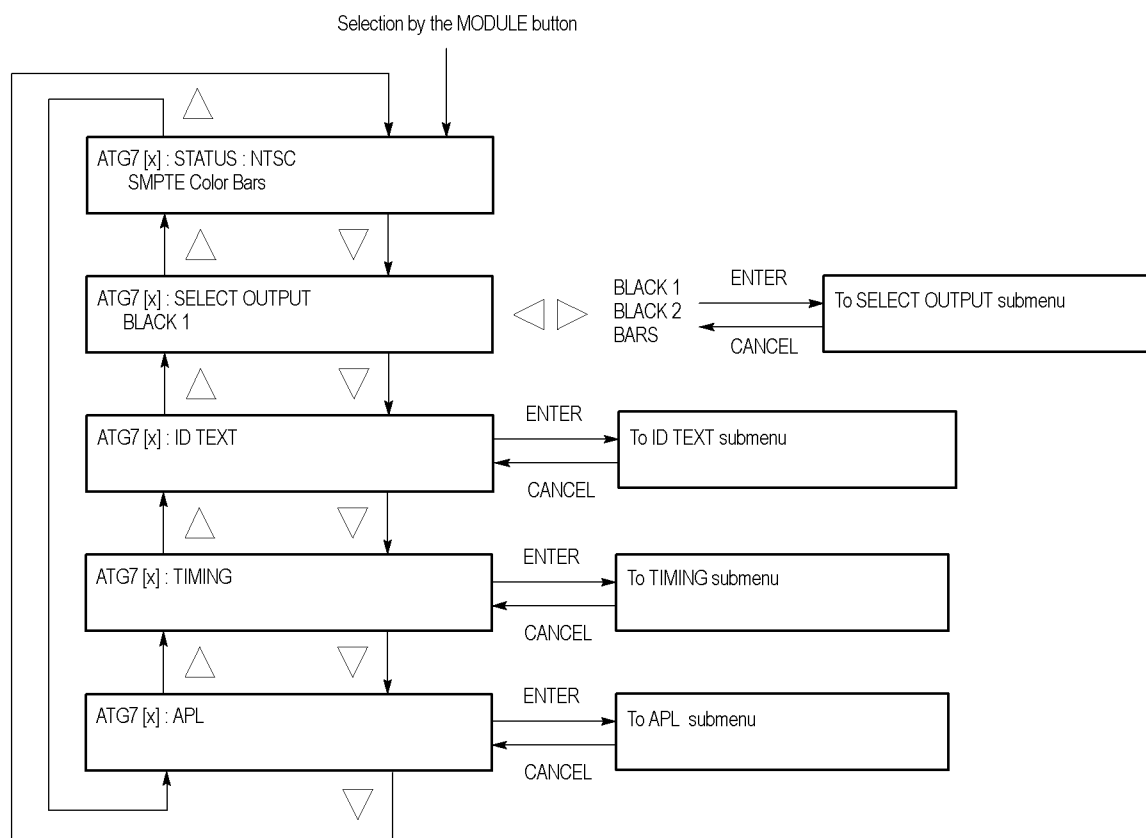 Selection by the MODULE button
ATG7 [x] : STATUS : NTSC
SMPTE Color Bars
ATG7 [x] : SELECT OUTPUT
BLACK 1
BLACK 1
BLACK 2
BARS
ENTER
CANCEL
To SELECT OUTPUT submenu
ATG7 [x] : ID TEXT
ENTER
CANCEL
To ID TEXT submenu
ATG7 [x] : TIMING
ENTER
CANCEL
To TIMING submenu
ATG7 [x] : APL
ENTER
CANCEL
To APL submenu